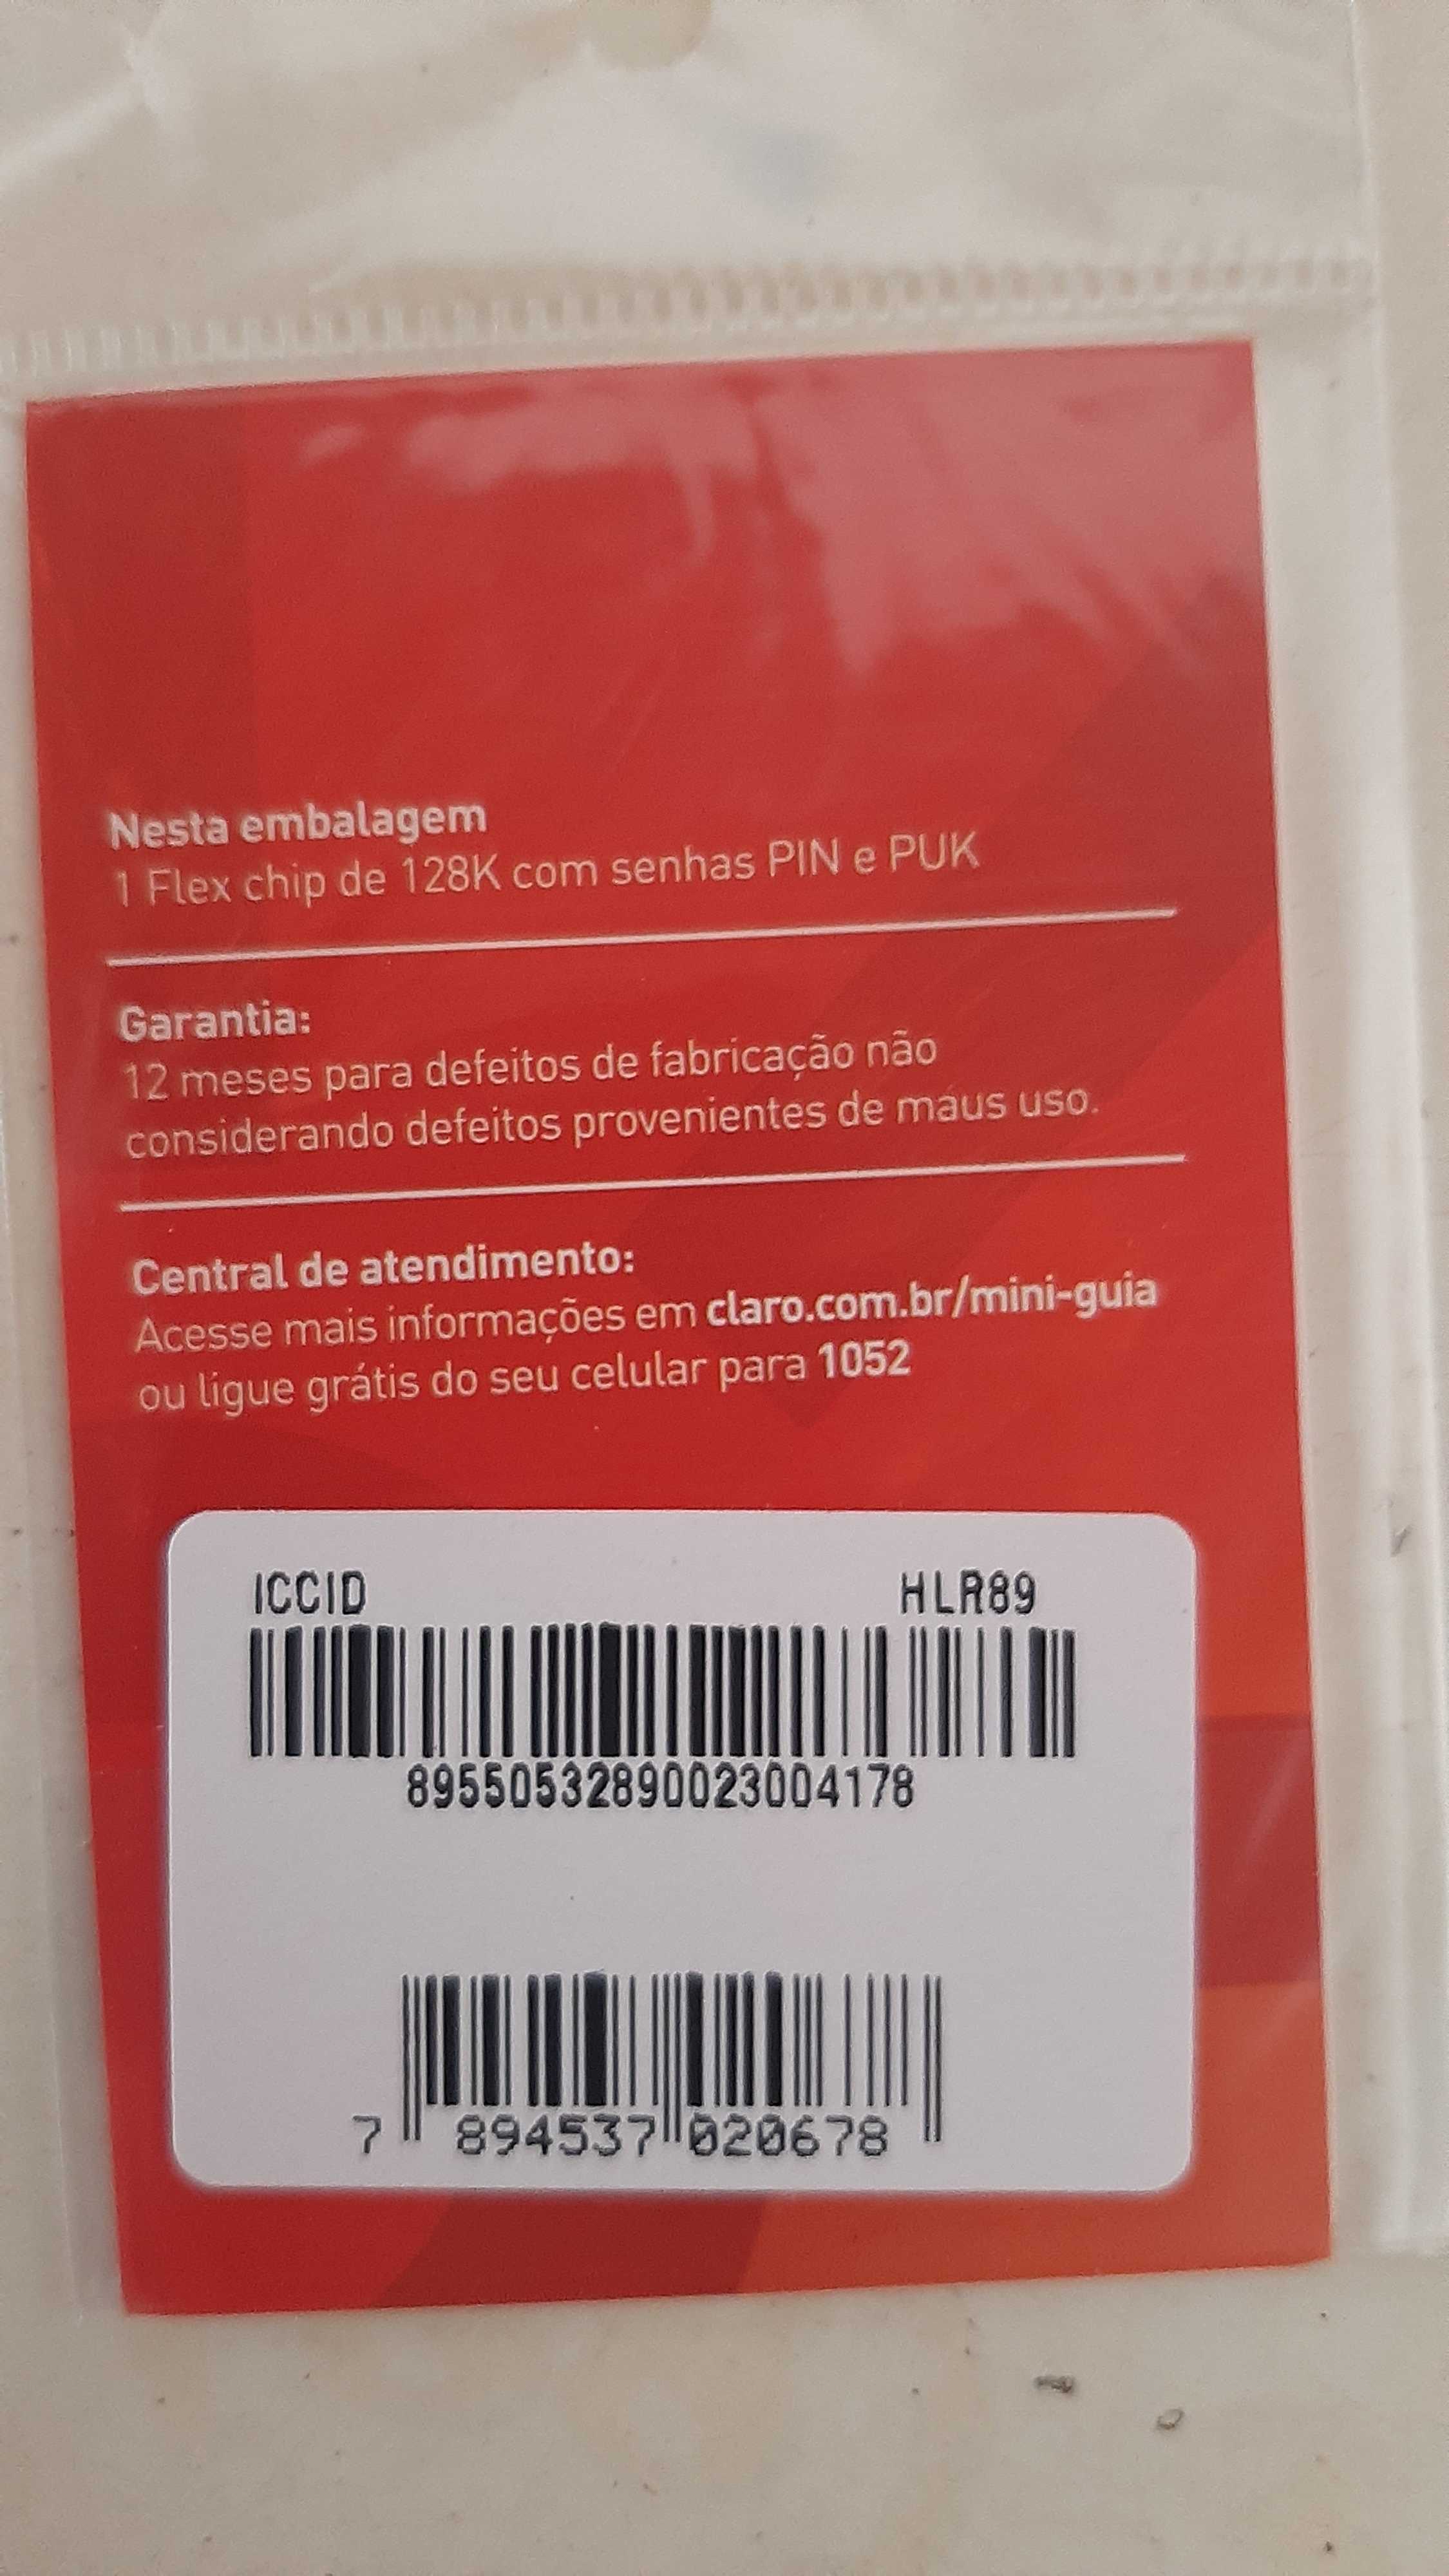 Nesta embalagem
1 Flex chip de 128K com senhas PIN e PUK
Garantia:
12 meses para defeitos de fabricação não
considerando defeitos provenientes de maus uso.
Central de atendimento:
Acesse mais informações em claro.com.br/mini-guia
ou ligue grátis do seu celular para 1052
ICCID HLR89
89550532890023004178
7 894537 020678